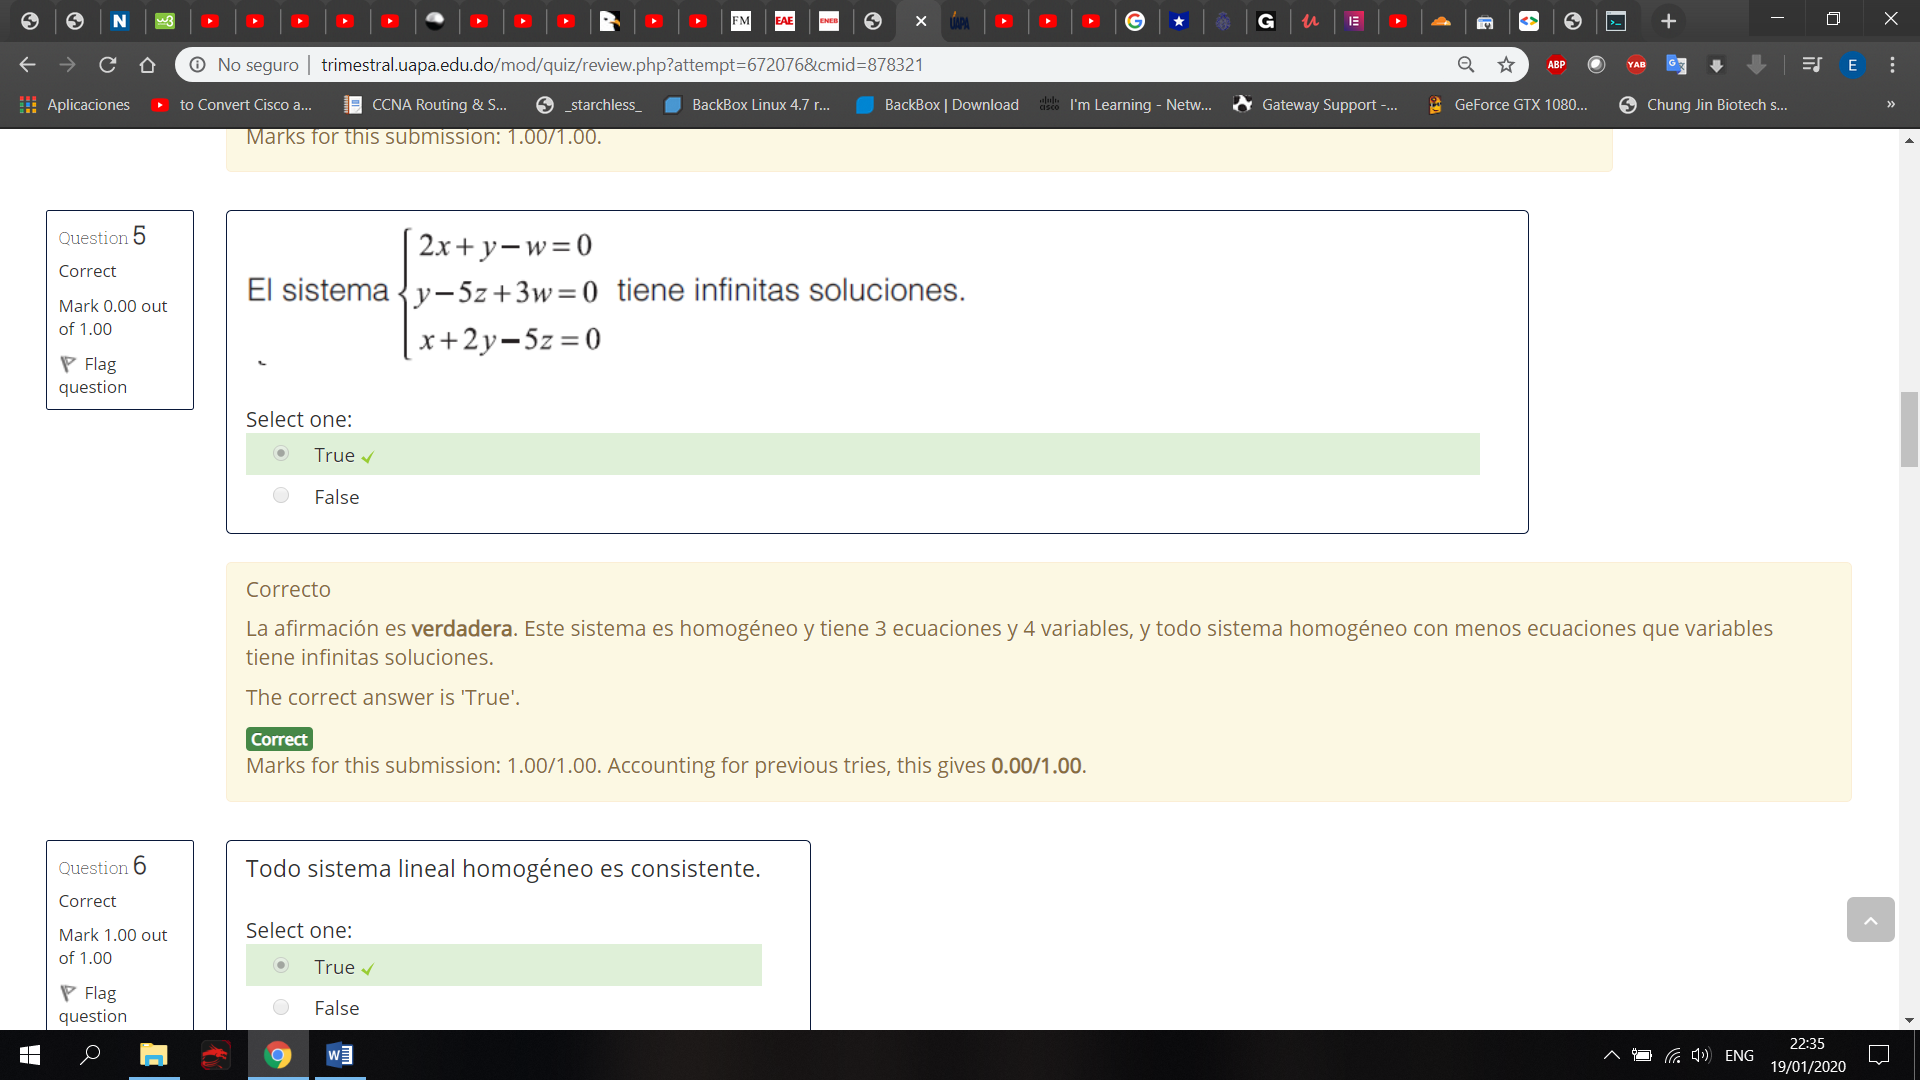 No seguro | trimestral.uapa.edu.do/mod/quiz/review.php?attempt=672076&cmid=878321
Aplicaciones to Convert Cisco a... CCNA Routing & S... _starchless_ BackBox Linux 4.7 r... BackBox | Download I'm Learning - Netw... Gateway Support -... GeForce GTX 1080... Chung Jin Biotech s... »
Marks for this submission: 1.00/1.00.
Question 5
Correct
Mark 0.00 out
of 1.00
Flag
question
2x+y-w=0
El sistema y-5z+3w=0 tiene infinitas soluciones.
x+2y-5z=0
Select one:
True
False
Correcto
La afirmación es verdadera. Este sistema es homogéneo y tiene 3 ecuaciones y 4 variables, y todo sistema homogéneo con menos ecuaciones que variables
tiene infinitas soluciones.
The correct answer is 'True'.
Correct
Marks for this submission: 1.00/1.00. Accounting for previous tries, this gives 0.00/1.00.
Question 6
Correct
Mark 1.00 out
of 1.00
Flag
question
Todo sistema lineal homogéneo es consistente.
Select one:
True
False
ENG
22:35
19/01/2020